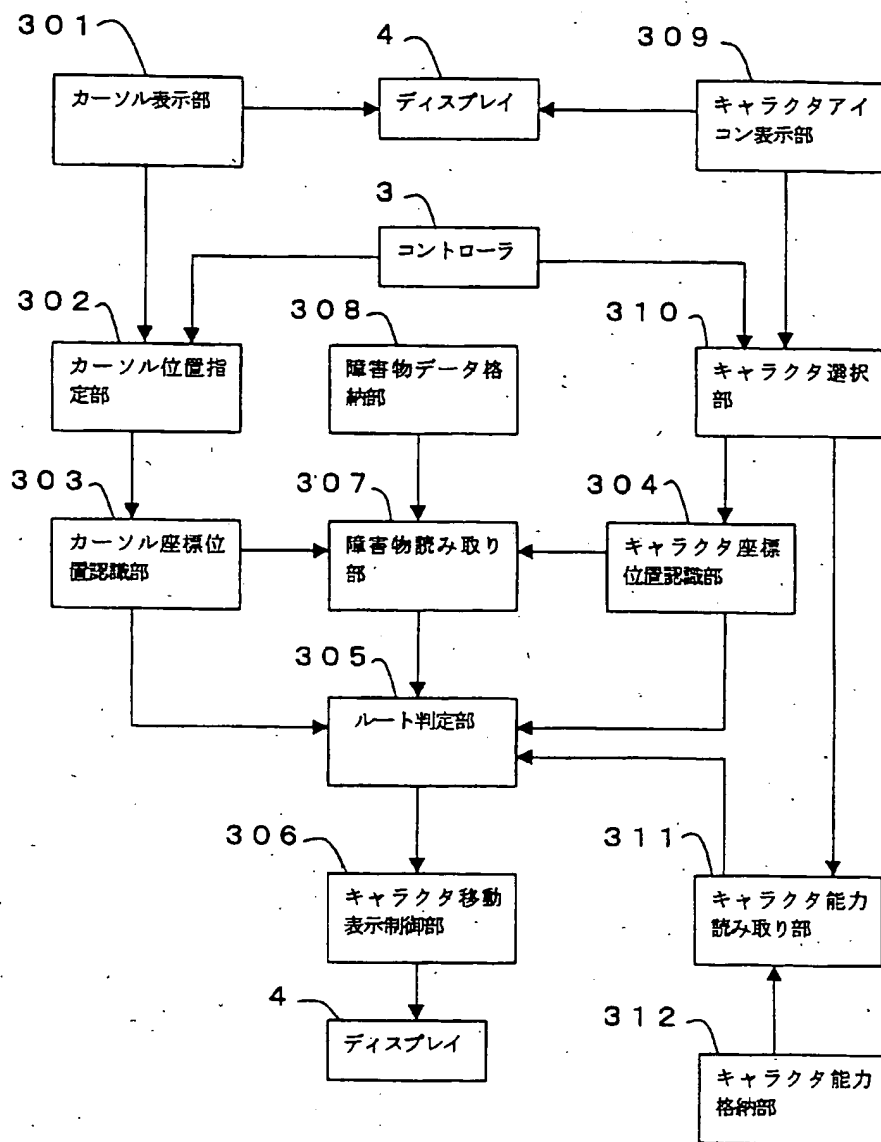 301
カーソル表示部
4
ディスプレイ
309
キャラクタアイ
コン表示部
3
コントローラ
302
カーソル位置指
定部
308
障害物データ格
納部
310
キャラクタ選択
部
303
カーソル座標位
置認識部
307
障害物読み取り
部
304
キャラクタ座標
位置認識部
305
ルート判定部
306
キャラクタ移動
表示制御部
311
キャラクタ能力
読み取り部
4
ディスプレイ
312
キャラクタ能力
格納部